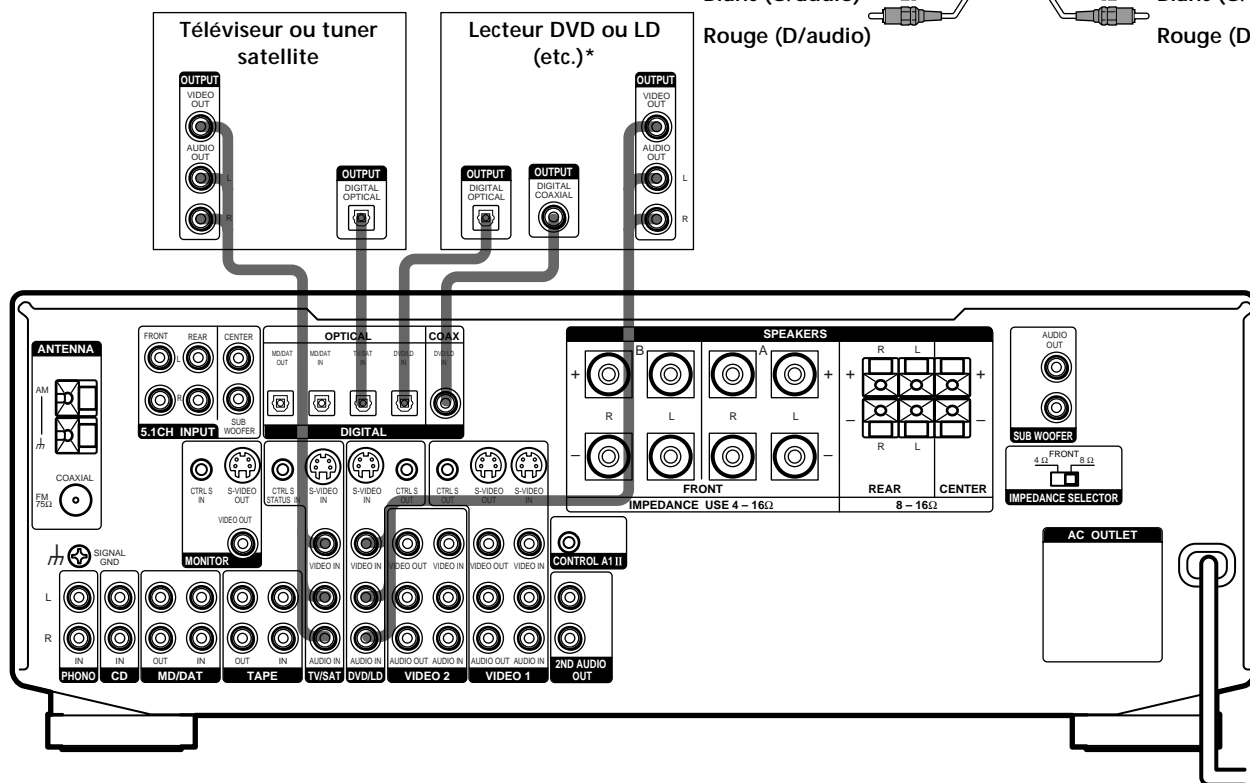 Rouge (D/audio)
Téléviseur ou tuner
satellite
Lecteur DVD ou LD
(etc.)*
OUTPUT
VIDEO
OUT
AUDIO
OUT
L
R
OUTPUT
DIGITAL
OPTICAL
OUTPUT
DIGITAL
OPTICAL
OUTPUT
DIGITAL
COAXIAL
OUTPUT
VIDEO
OUT
AUDIO
OUT
L
R
ANTENNA
AM
COAXIAL
FM
75Ω
FRONT REAR CENTER
L
R
SUB
WOOFER
5.1CH INPUT
OPTICAL COAX
MD/DAT
OUT
MD/DAT
IN
TV/SAT
IN
DVD/LD
IN
DVD/LD
IN
DIGITAL
SPEAKERS
B A
+ + + +
R L R L R L
– – – –
R L
FRONT REAR CENTER
IMPEDANCE USE 4 – 16Ω 8 – 16Ω
AUDIO
OUT
SUB WOOFER
FRONT
4 Ω 8 Ω
IMPEDANCE SELECTOR
AC OUTLET
CTRL S
IN
S-VIDEO
OUT
VIDEO OUT
MONITOR
CTRL S
STATUS IN
S-VIDEO
IN
S-VIDEO
IN
CTRL S
OUT
CTRL S
OUT
S-VIDEO
OUT
S-VIDEO
IN
VIDEO IN VIDEO IN VIDEO OUT VIDEO IN VIDEO OUT VIDEO IN
CONTROL A1 II
SIGNAL
GND
L
R
IN IN OUT IN OUT IN AUDIO IN AUDIO IN AUDIO OUT AUDIO IN AUDIO OUT AUDIO IN
PHONO CD MD/DAT TAPE TV/SAT DVD/LD VIDEO 2 VIDEO 1
2ND AUDIO
OUT